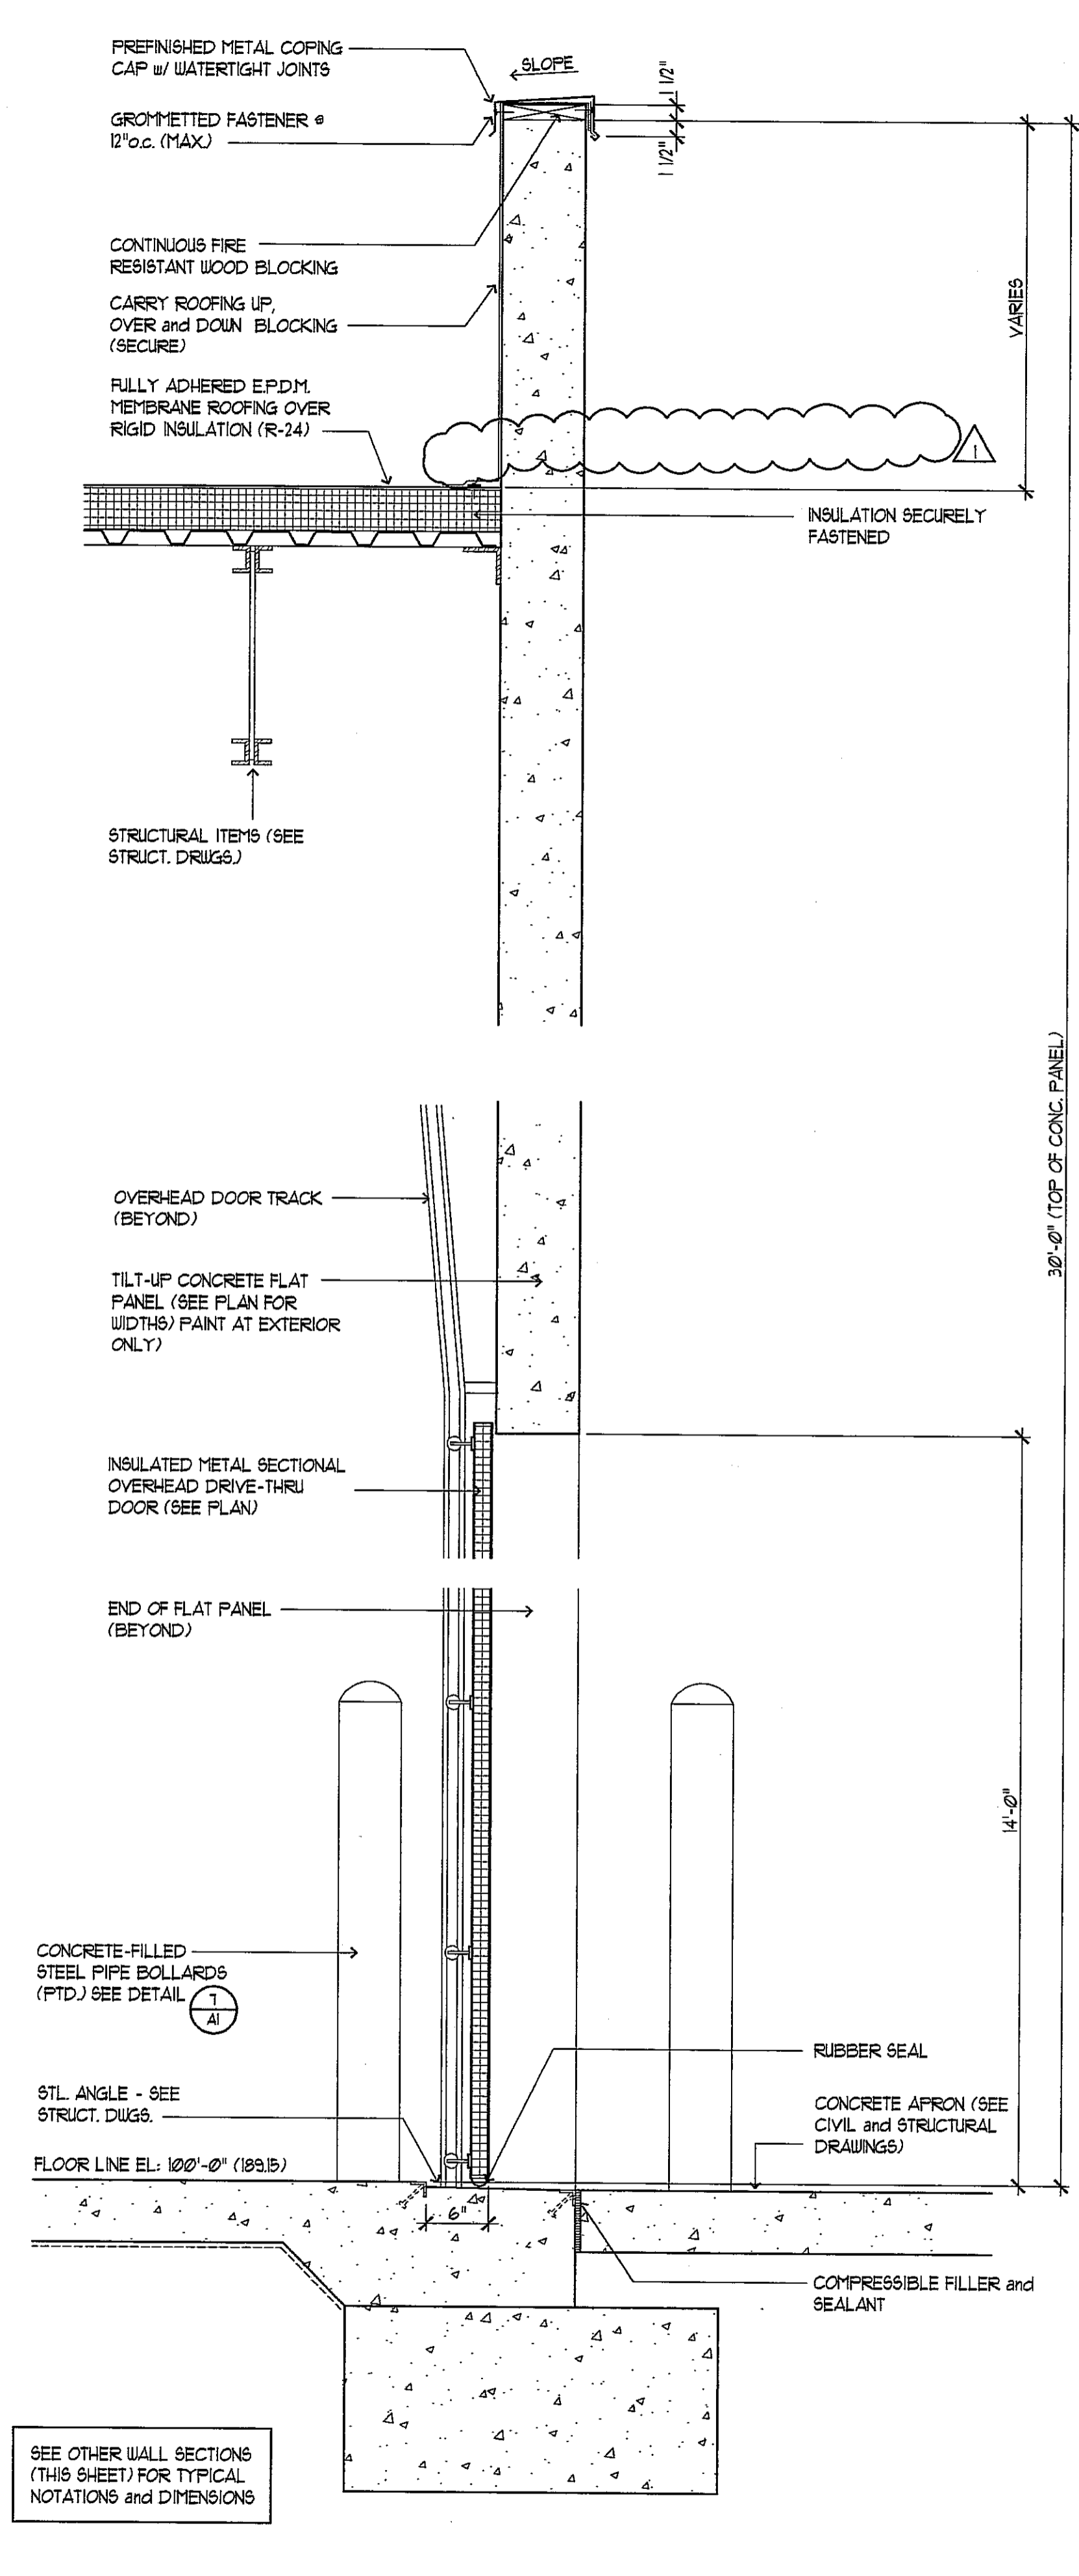 PREFINISHED METAL COPING
CAP w/ WATERTIGHT JOINTS
SLOPE
1 1/2"
1 1/2"
GROMMETTED FASTENER @
12"o.c. (MAX.)
CONTINUOUS FIRE
RESISTANT WOOD BLOCKING
CARRY ROOFING UP,
OVER and DOWN BLOCKING
(SECURE)
VARIES
FULLY ADHERED E.P.D.M.
MEMBRANE ROOFING OVER
RIGID INSULATION (R-24)
1
INSULATION SECURELY
FASTENED
STRUCTURAL ITEMS (SEE
STRUCT. DRWGS.)
30'-0" (TOP OF CONC. PANEL)
OVERHEAD DOOR TRACK
(BEYOND)
TILT-UP CONCRETE FLAT
PANEL (SEE PLAN FOR
WIDTHS) PAINT AT EXTERIOR
ONLY)
INSULATED METAL SECTIONAL
OVERHEAD DRIVE-THRU
DOOR (SEE PLAN)
END OF FLAT PANEL
(BEYOND)
14'-0"
CONCRETE-FILLED
STEEL PIPE BOLLARDS
(PTD.) SEE DETAIL
7
A1
RUBBER SEAL
STL. ANGLE - SEE
STRUCT. DWGS.
CONCRETE APRON (SEE
CIVIL and STRUCTURAL
DRAWINGS)
FLOOR LINE EL: 100'-0" (189.15)
6"
COMPRESSIBLE FILLER and
SEALANT
SEE OTHER WALL SECTIONS
(THIS SHEET) FOR TYPICAL
NOTATIONS and DIMENSIONS